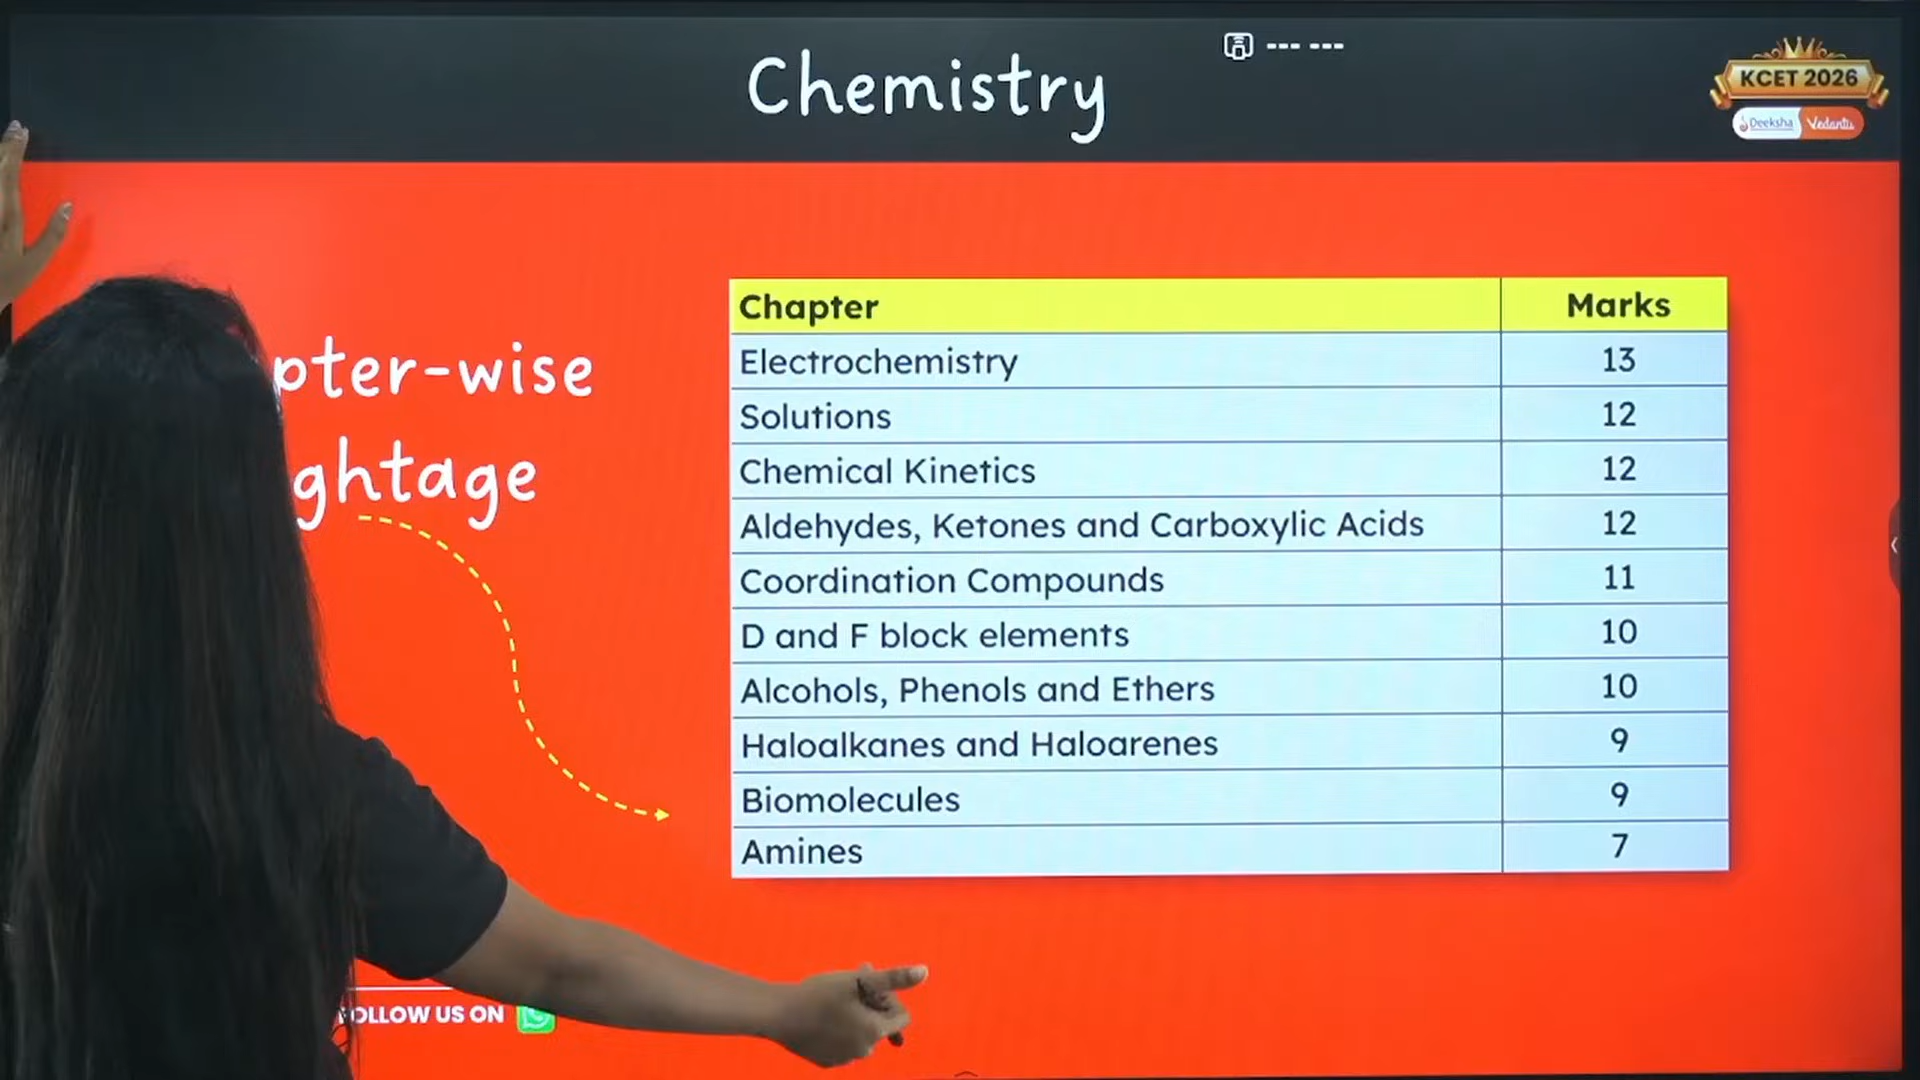 Chemistry
KCET 2026
Deeksha Vedantu
pter-wise
ghtage
Chapter Marks
Electrochemistry 13
Solutions 12
Chemical Kinetics 12
Aldehydes, Ketones and Carboxylic Acids 12
Coordination Compounds 11
D and F block elements 10
Alcohols, Phenols and Ethers 10
Haloalkanes and Haloarenes 9
Biomolecules 9
Amines 7
FOLLOW US ON